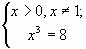 x > 0, x ≠ 1;
x³ = 8